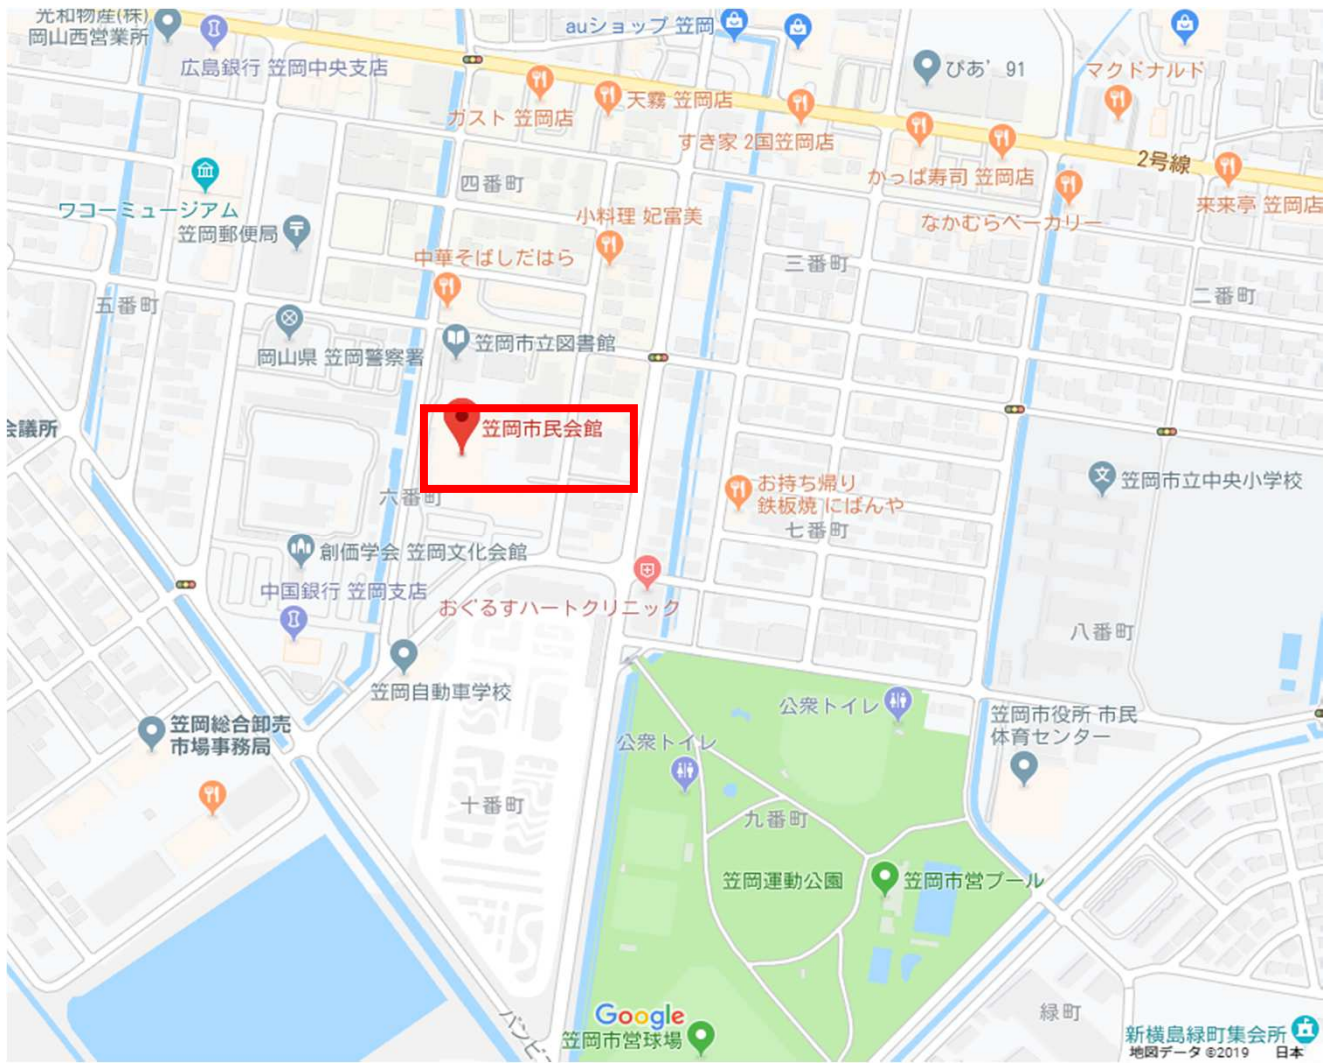 光和物産(株)
岡山西営業所
auショップ 笠岡
広島銀行 笠岡中央支店
ぴあ’91
マクドナルド
天霧 笠岡店
ガスト 笠岡店
すき家 2国笠岡店
2号線
かっぱ寿司 笠岡店
四番町
来来亭 笠岡店
ワコーミュージアム
小料理 妃富美
なかむらベーカリー
笠岡郵便局
中華そばしだはら
三番町
二番町
五番町
笠岡市立図書館
岡山県 笠岡警察署
会議所
笠岡市民会館
笠岡市立中央小学校
お持ち帰り
鉄板焼 にばんや
六番町
七番町
創価学会 笠岡文化会館
中国銀行 笠岡支店
おぐるすハートクリニック
八番町
笠岡自動車学校
公衆トイレ
笠岡市役所 市民
体育センター
笠岡総合卸売
市場事務局
公衆トイレ
十番町
九番町
笠岡運動公園
笠岡市営プール
緑町
Google
笠岡市営球場
新横島緑町集会所
地図データ ©2019 日本